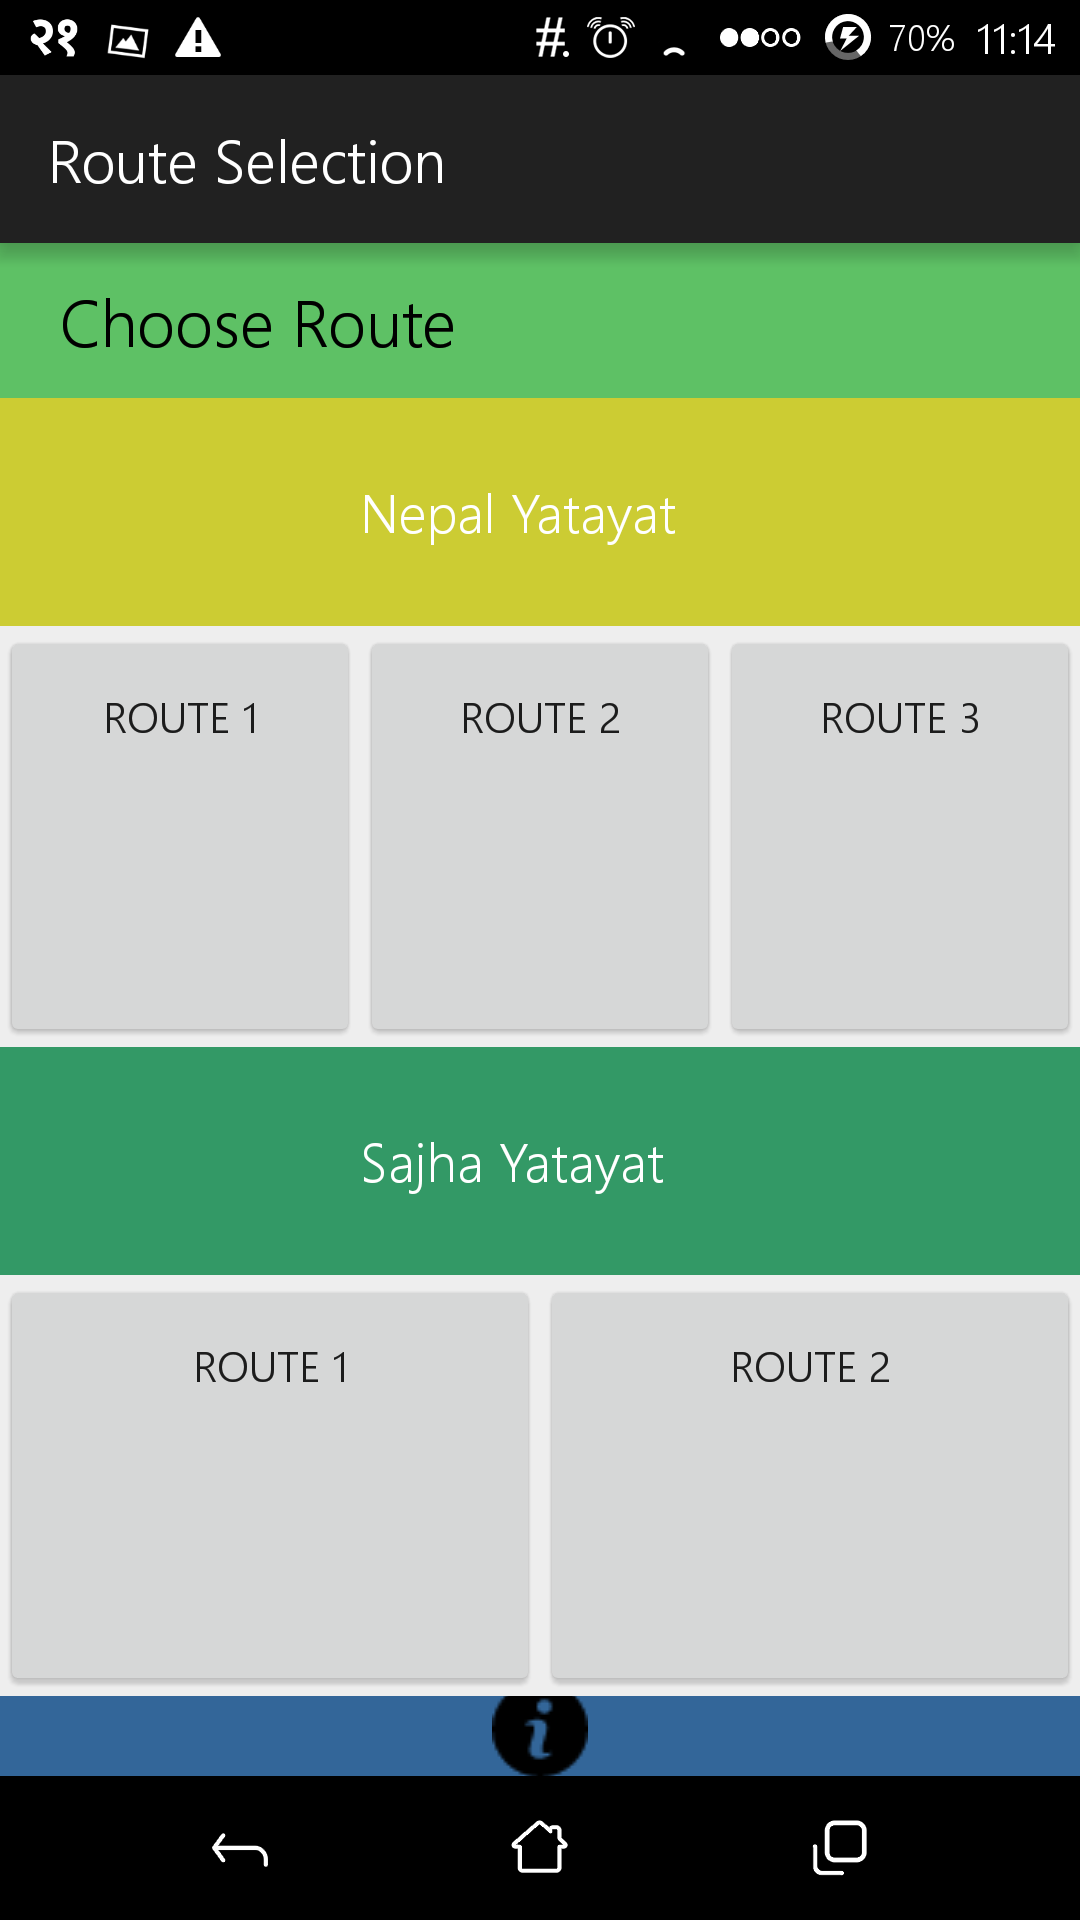 २१ #. 70% 11:14
Route Selection
Choose Route
Nepal Yatayat
ROUTE 1 ROUTE 2 ROUTE 3
Sajha Yatayat
ROUTE 1 ROUTE 2
i